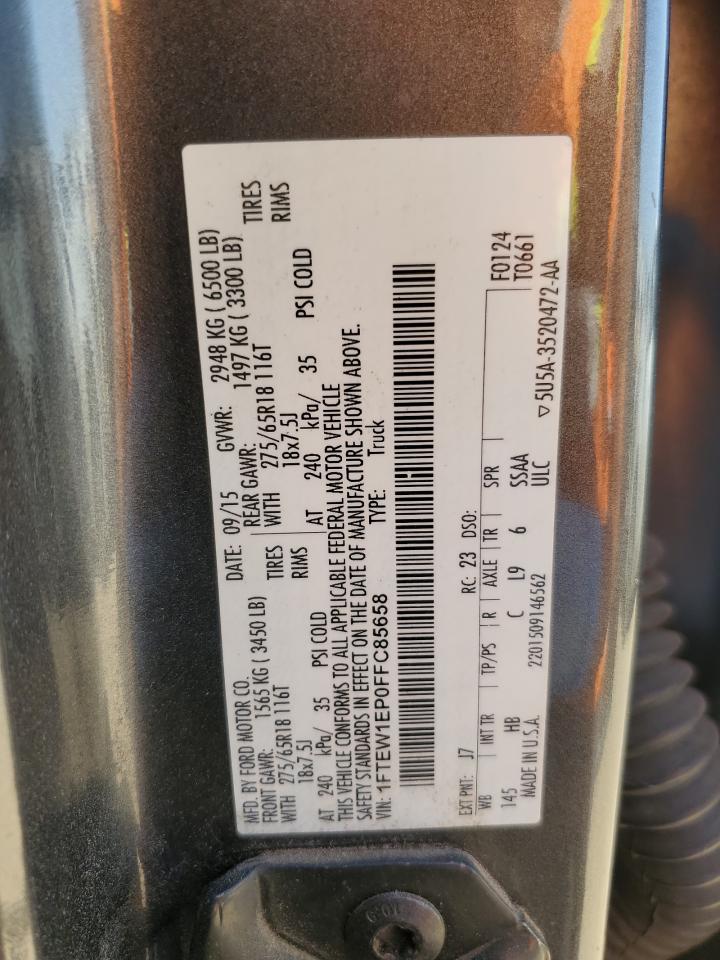 MFD. BY FORD MOTOR CO. DATE: 09/15 GVWR: 2948 KG ( 6500 LB)
FRONT GAWR: 1565 KG ( 3450 LB) REAR GAWR: 1497 KG ( 3300 LB)
WITH 275/65R18 116T TIRES WITH 275/65R18 116T TIRES
18x7.5J RIMS 18x7.5J RIMS
AT 240 kPa/ 35 PSI COLD AT 240 kPa/ 35 PSI COLD
THIS VEHICLE CONFORMS TO ALL APPLICABLE FEDERAL MOTOR VEHICLE
SAFETY STANDARDS IN EFFECT ON THE DATE OF MANUFACTURE SHOWN ABOVE.
VIN: 1FTEW1EP0FFC85658 TYPE: Truck
EXT PNT: J7 RC: 23 DSO:
WB INT TR TP/PS R AXLE TR SPR F0124
145 HB C L9 6 SSAA T0661
MADE IN U.S.A. 2201509146562 ULC ▽5U5A-3520472-AA